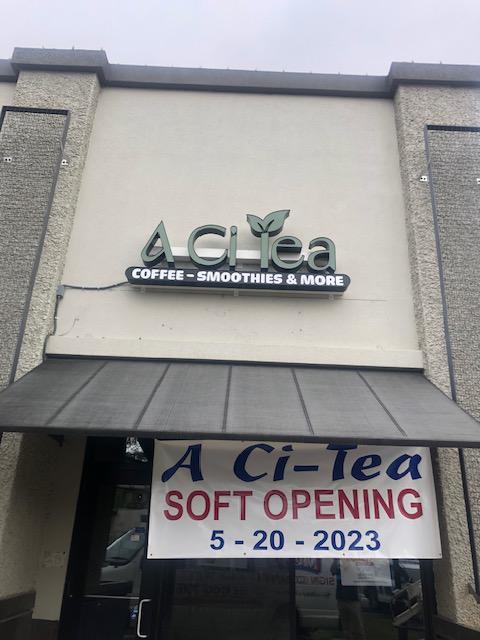 A Ci Tea
COFFEE - SMOOTHIES & MORE
A Ci-Tea
SOFT OPENING
5 - 20 - 2023